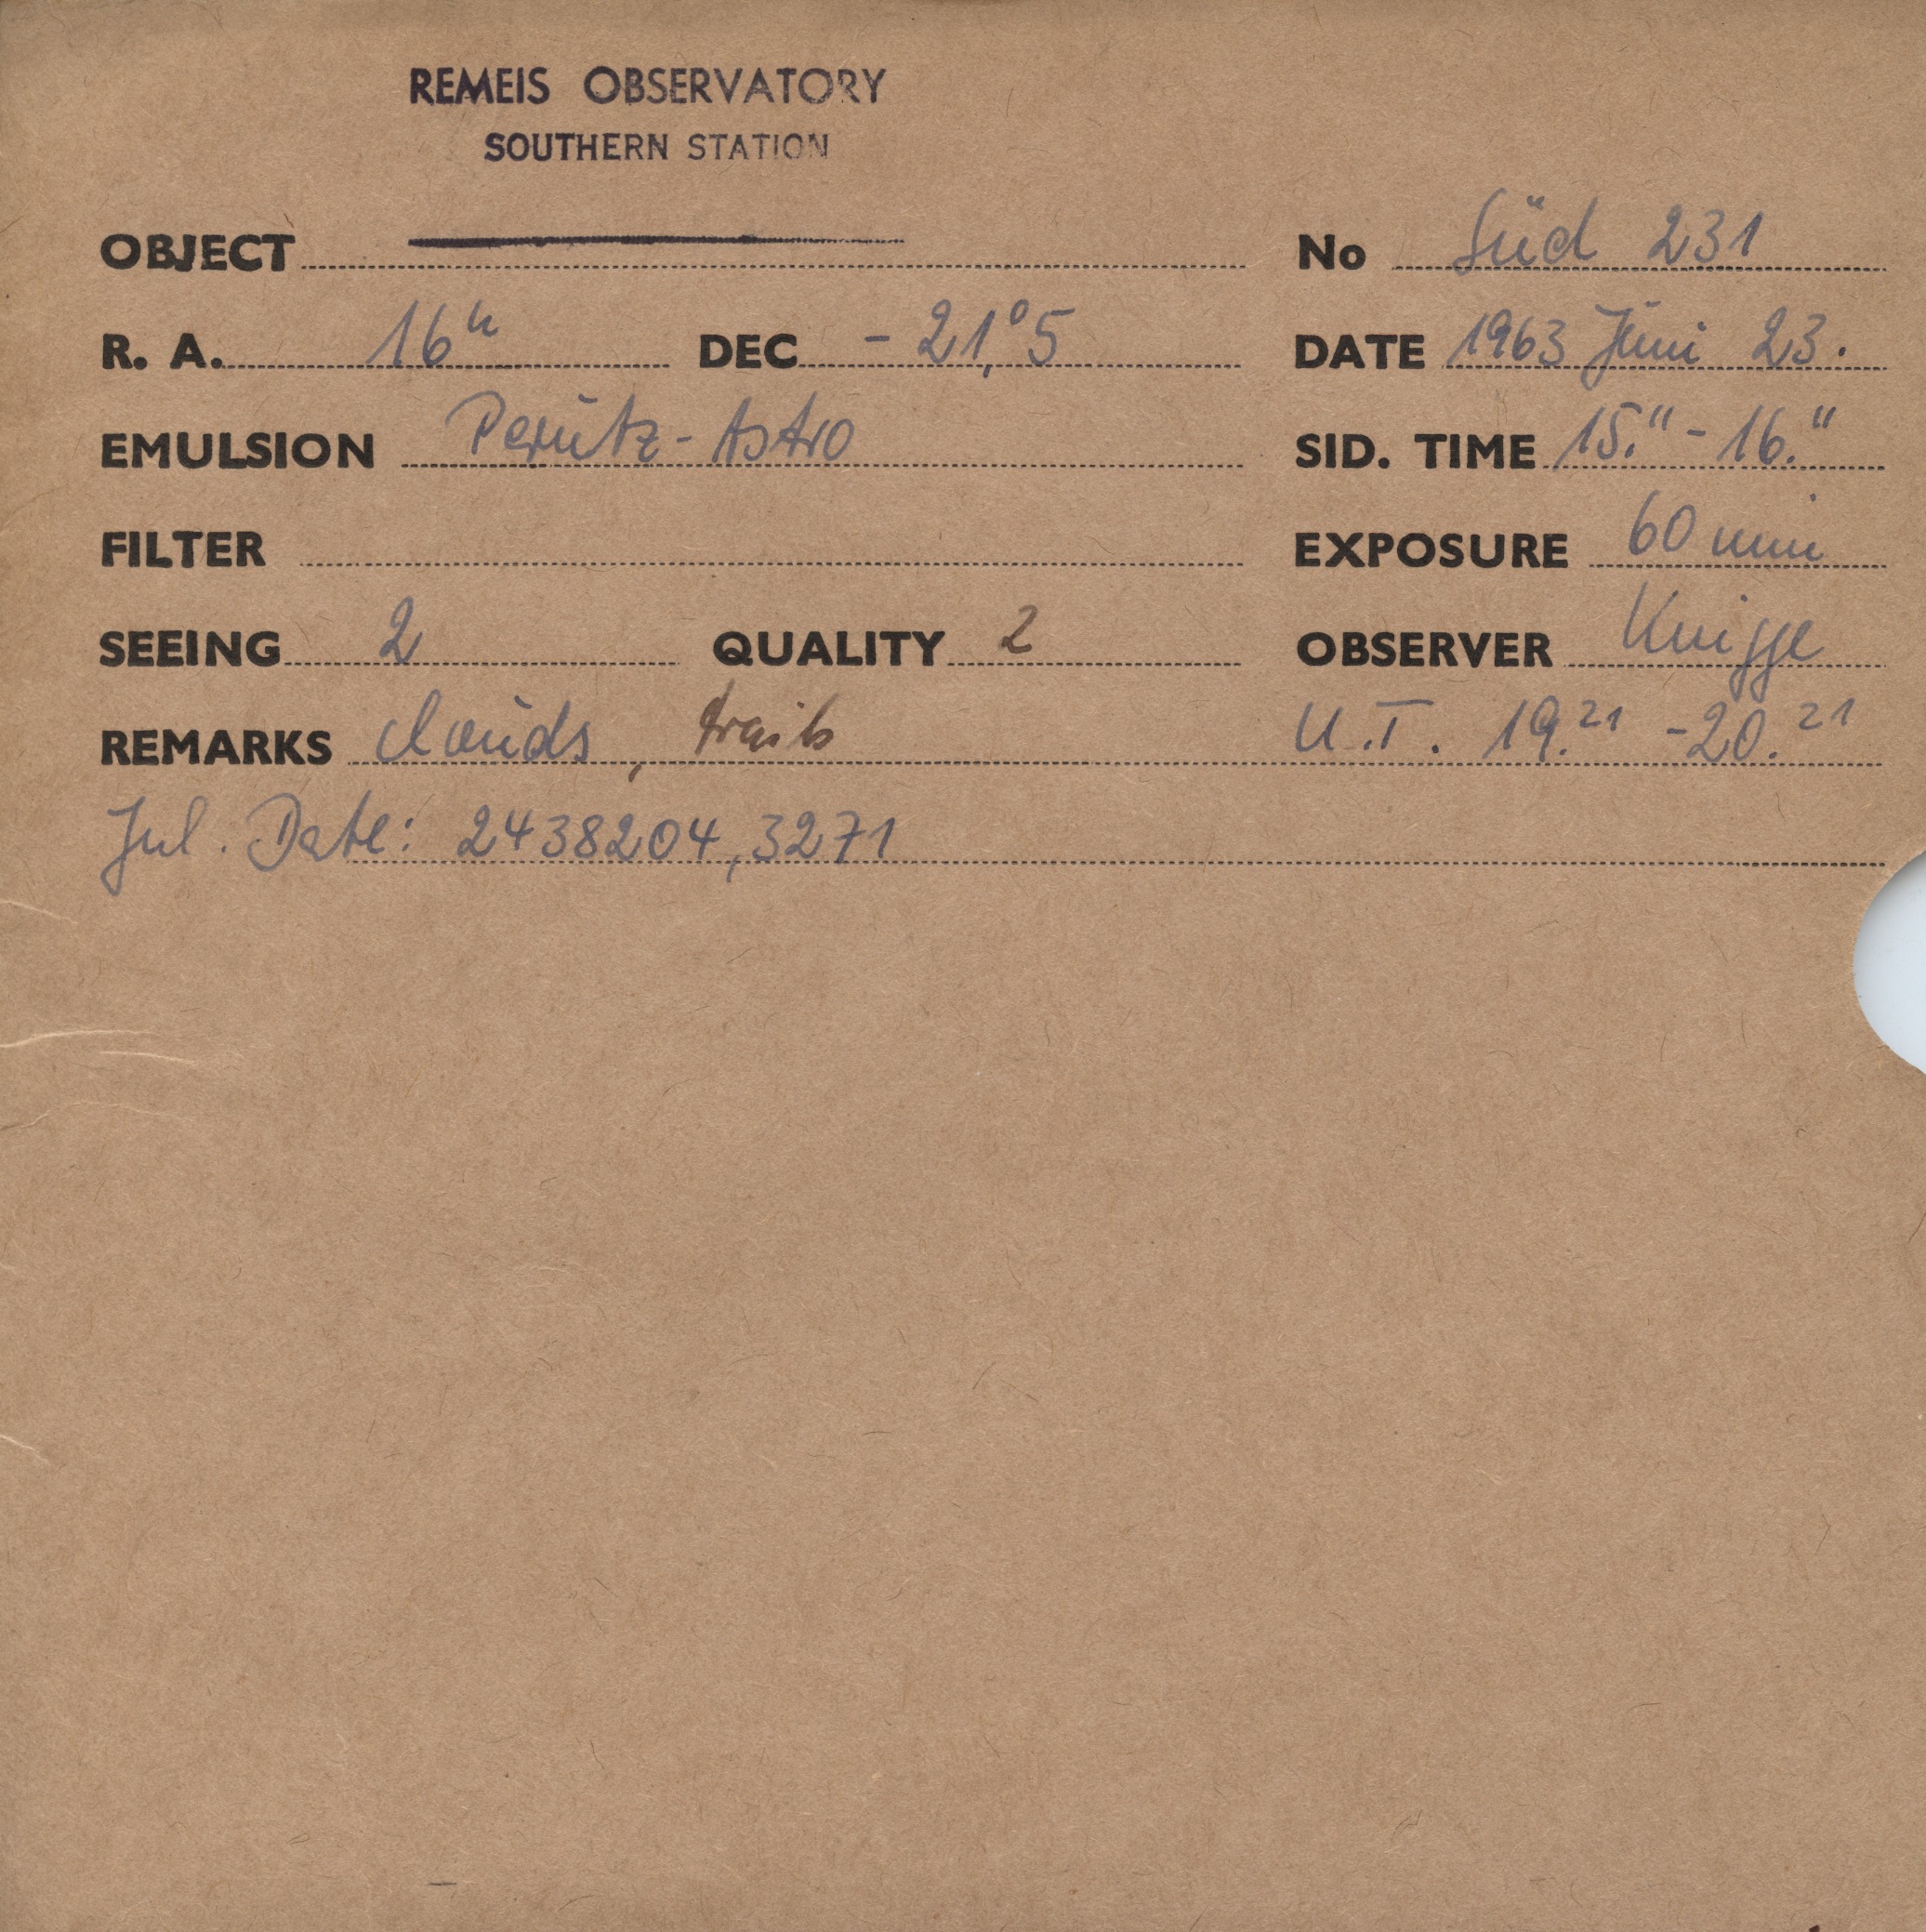 REMEIS OBSERVATORY
SOUTHERN STATION
OBJECT No Süd 231
R. A. 16h DEC - 21,°5 DATE 1963 Juni 23.
EMULSION Perutz-Astro SID. TIME 15.11 - 16.11
FILTER EXPOSURE 60 min
SEEING 2 QUALITY 2 OBSERVER Knigge
REMARKS clouds, trails U.T. 19.21 - 20.21
Jul. Date: 2438204,3271